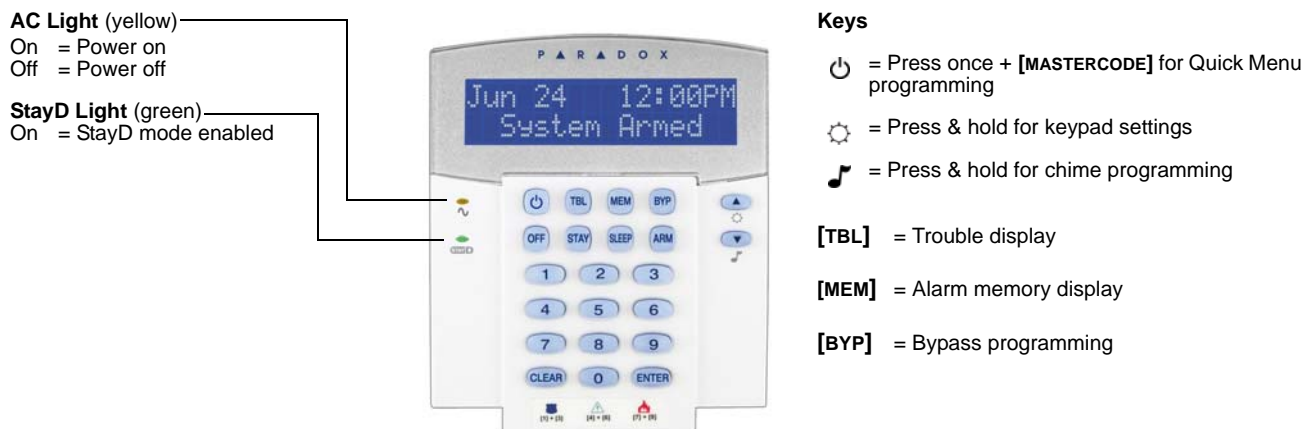 AC Light (yellow)
On = Power on
Off = Power off
StayD Light (green)
On = StayD mode enabled
PARADOX
Jun 24 12:00PM
System Armed
TBL MEM BYP
OFF STAY SLEEP ARM
1 2 3
4 5 6
7 8 9
CLEAR 0 ENTER
[1] + [3] [4] + [6] [7] + [9]
StayD
Keys
= Press once + [MASTERCODE] for Quick Menu
programming
= Press & hold for keypad settings
= Press & hold for chime programming
[TBL] = Trouble display
[MEM] = Alarm memory display
[BYP] = Bypass programming